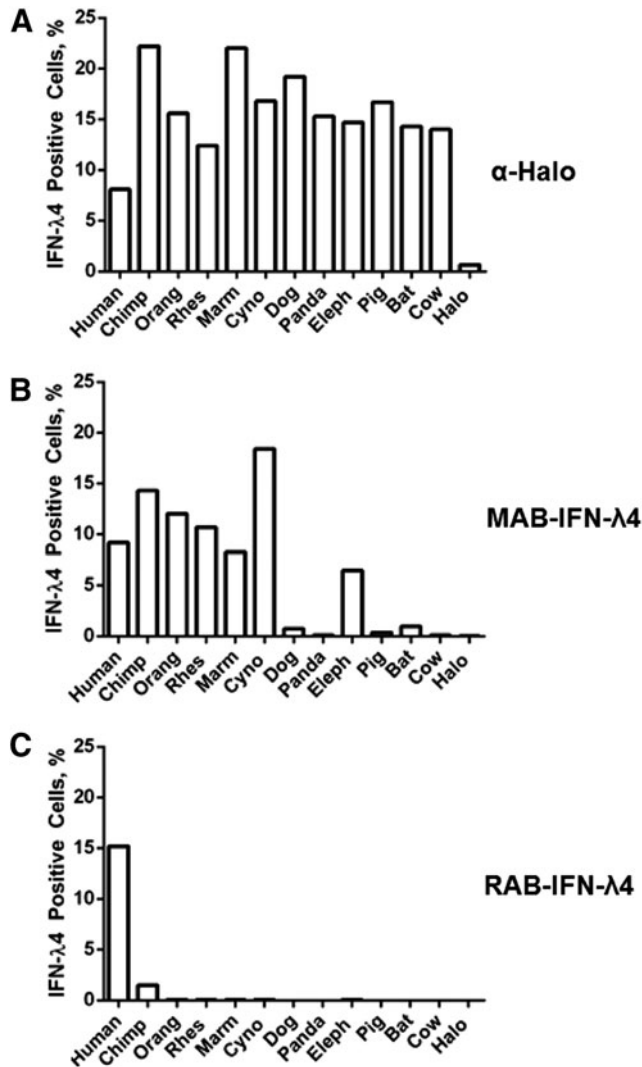 A
IFN-λ4 Positive Cells, %
25
20
15
10
5
0
Human
Chimp
Orang
Rhes
Marm
Cyno
Dog
Panda
Eleph
Pig
Bat
Cow
Halo
α-Halo
B
IFN-λ4 Positive Cells, %
25
20
15
10
5
0
Human
Chimp
Orang
Rhes
Marm
Cyno
Dog
Panda
Eleph
Pig
Bat
Cow
Halo
MAB-IFN-λ4
C
IFN-λ4 Positive Cells, %
25
20
15
10
5
0
Human
Chimp
Orang
Rhes
Marm
Cyno
Dog
Panda
Eleph
Pig
Bat
Cow
Halo
RAB-IFN-λ4